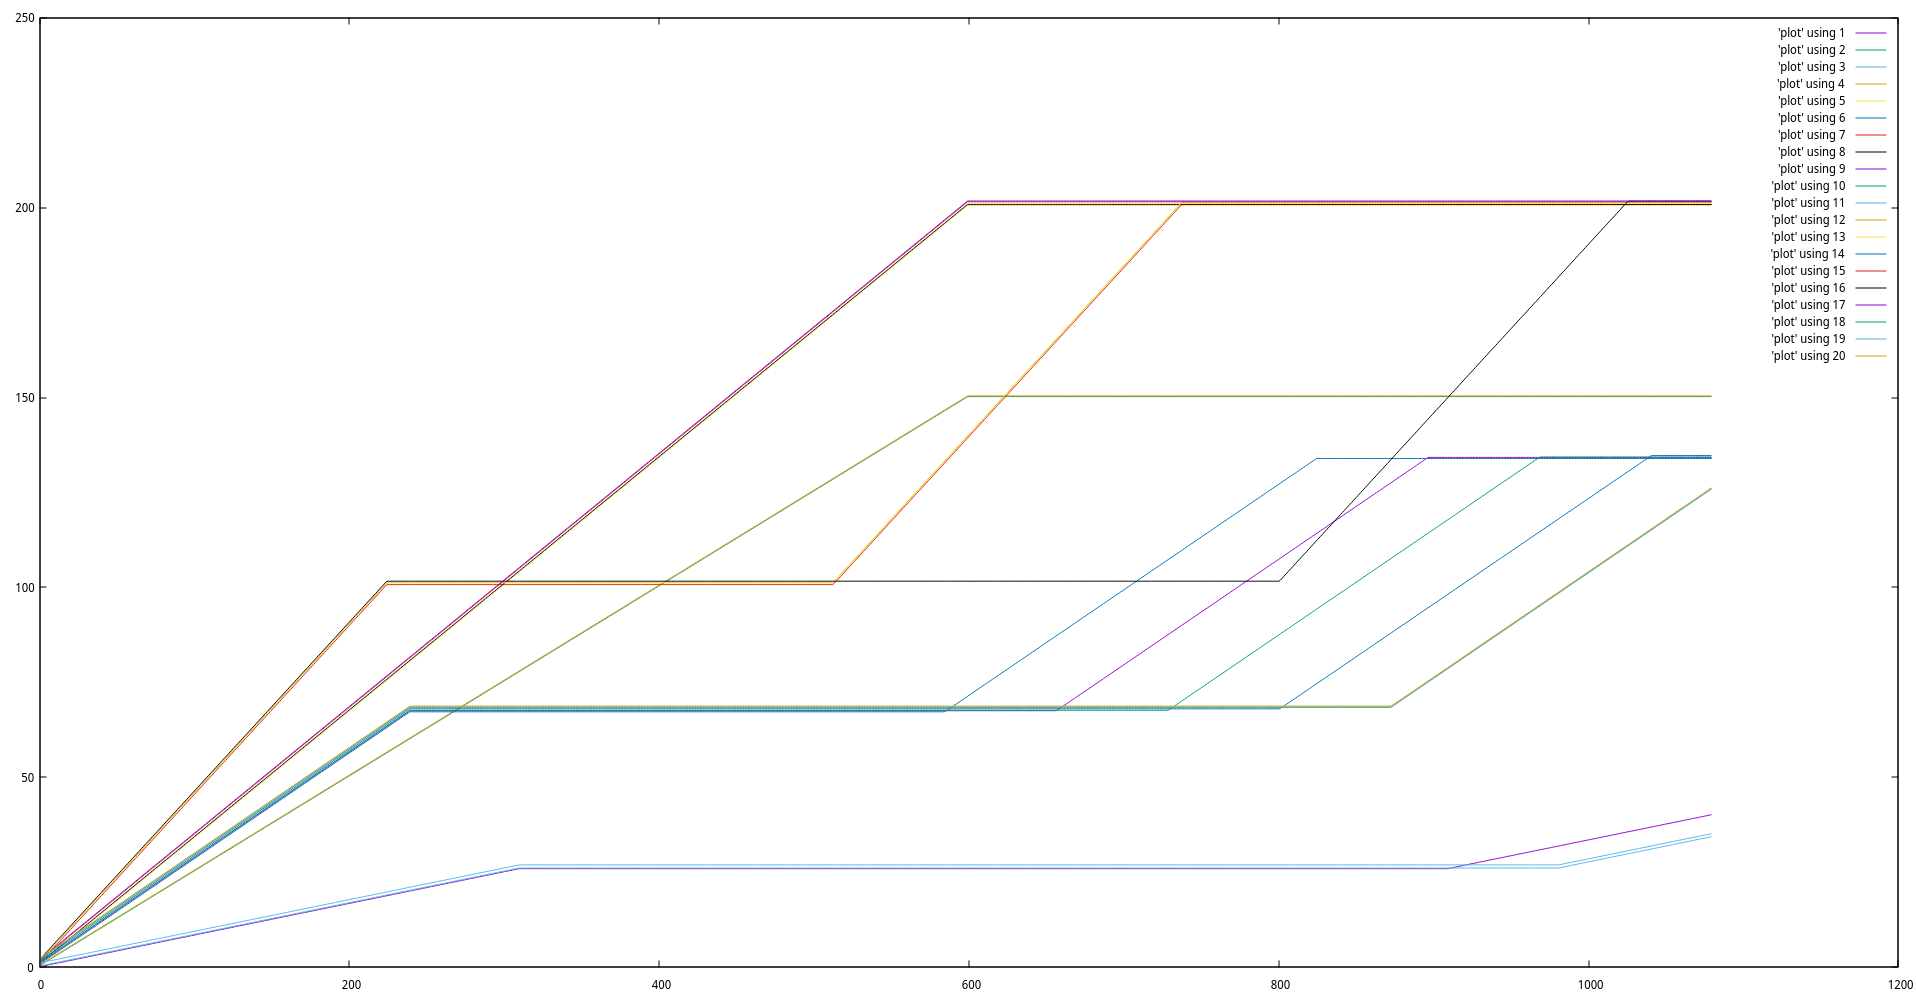 250
200
150
100
50
0
0 200 400 600 800 1000 1200
'plot' using 1
'plot' using 2
'plot' using 3
'plot' using 4
'plot' using 5
'plot' using 6
'plot' using 7
'plot' using 8
'plot' using 9
'plot' using 10
'plot' using 11
'plot' using 12
'plot' using 13
'plot' using 14
'plot' using 15
'plot' using 16
'plot' using 17
'plot' using 18
'plot' using 19
'plot' using 20